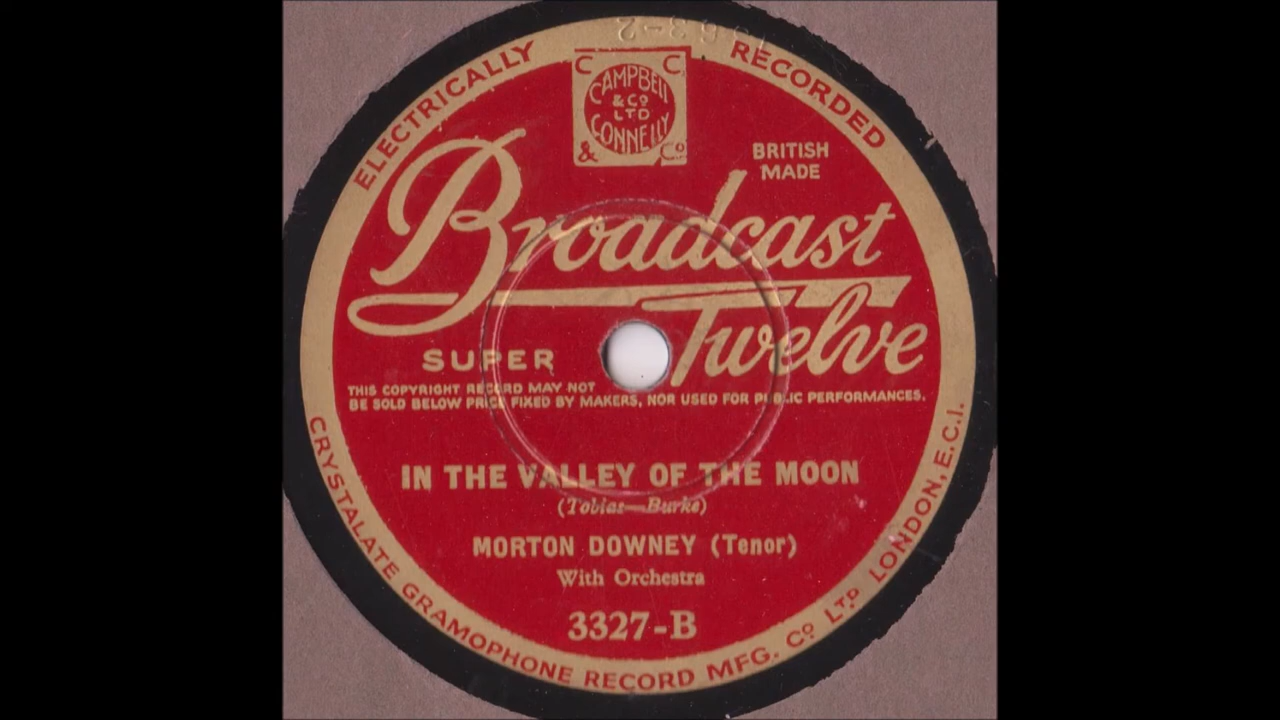 ELECTRICALLY RECORDED
C C
CAMPBELL
& CO
LTD
CONNELLY
& Co
BRITISH
MADE
Broadcast
Twelve
SUPER
THIS COPYRIGHT RECORD MAY NOT
BE SOLD BELOW PRICE FIXED BY MAKERS, NOR USED FOR PUBLIC PERFORMANCES.
IN THE VALLEY OF THE MOON
(Tobias—Burke)
MORTON DOWNEY (Tenor)
With Orchestra
3327-B
CRYSTALATE GRAMOPHONE RECORD MFG. Co LTD LONDON, E.C.1.